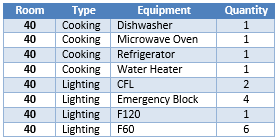 Room Type Equipment Quantity
40 Cooking Dishwasher 1
40 Cooking Microwave Oven 1
40 Cooking Refrigerator 1
40 Cooking Water Heater 1
40 Lighting CFL 2
40 Lighting Emergency Block 4
40 Lighting F120 1
40 Lighting F60 6